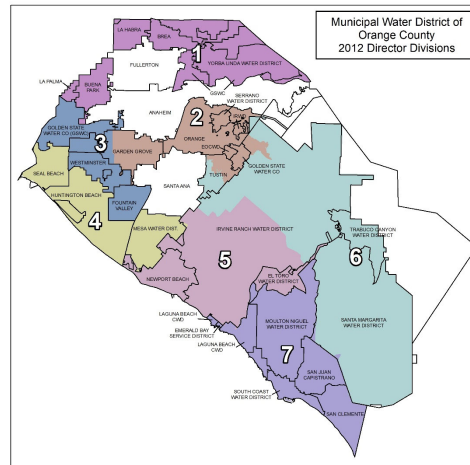 Municipal Water District of
Orange County
2012 Director Divisions
LA HABRA
BREA
1
FULLERTON
YORBA LINDA WATER DISTRICT
LA PALMA
BUENA
PARK
GSWC
SERRANO
WATER DISTRICT
ANAHEIM
2
IRWD
GOLDEN STATE
WATER CO (GSWC)
3
ORANGE
GARDEN GROVE
EOCWD
WESTMINSTER
GOLDEN STATE
WATER CO
SEAL BEACH
TUSTIN
SANTA ANA
HUNTINGTON BEACH
FOUNTAIN
VALLEY
4
MESA WATER DIST.
IRVINE RANCH WATER DISTRICT
TRABUCO CANYON
WATER DISTRICT
5
6
NEWPORT BEACH
EL TORO
WATER DISTRICT
LAGUNA BEACH
CWD
EMERALD BAY
SERVICE DISTRICT
MOULTON NIGUEL
WATER DISTRICT
SANTA MARGARITA
WATER DISTRICT
LAGUNA BEACH
CWD
7
SAN JUAN
CAPISTRANO
SOUTH COAST
WATER DISTRICT
SAN CLEMENTE